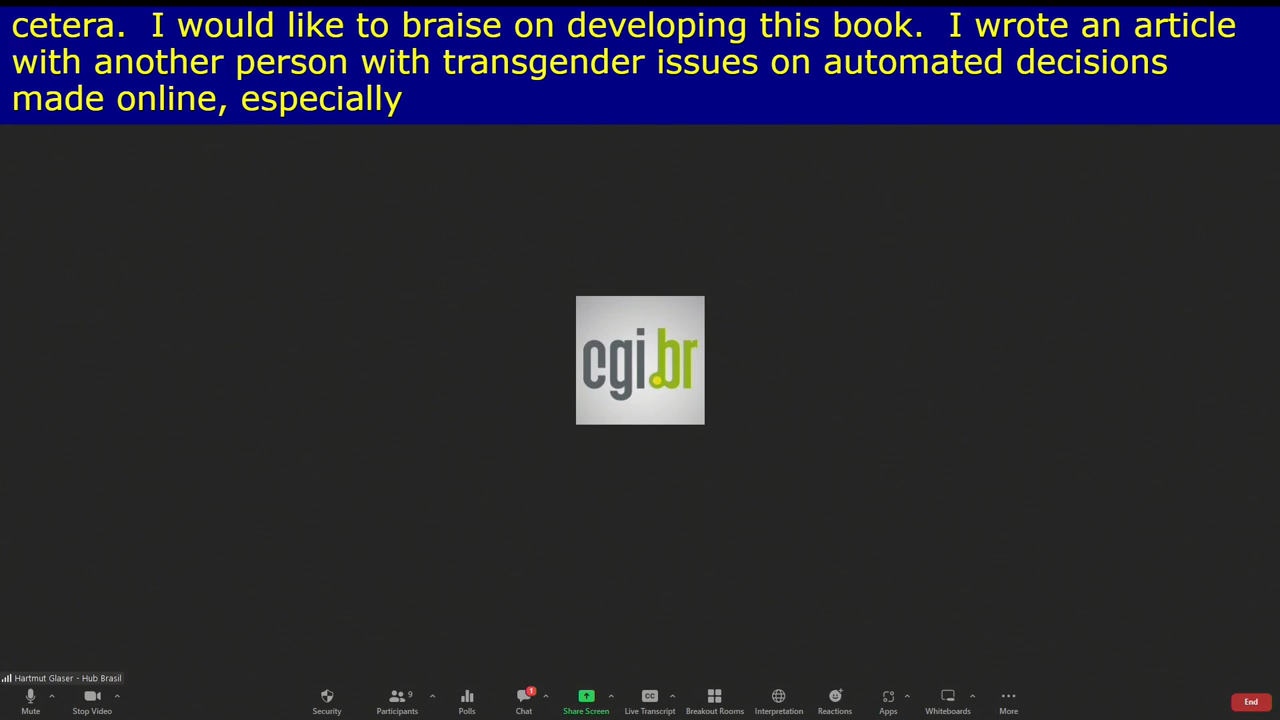 cetera.  I would like to braise on developing this book.  I wrote an article
with another person with transgender issues on automated decisions
made online, especially
cgi.br
Hartmut Glaser - Hub Brasil
9
1
CC
Mute
Stop Video
Security
Participants
Polls
Chat
Share Screen
Live Transcript
Breakout Rooms
Interpretation
Reactions
Apps
Whiteboards
More
End